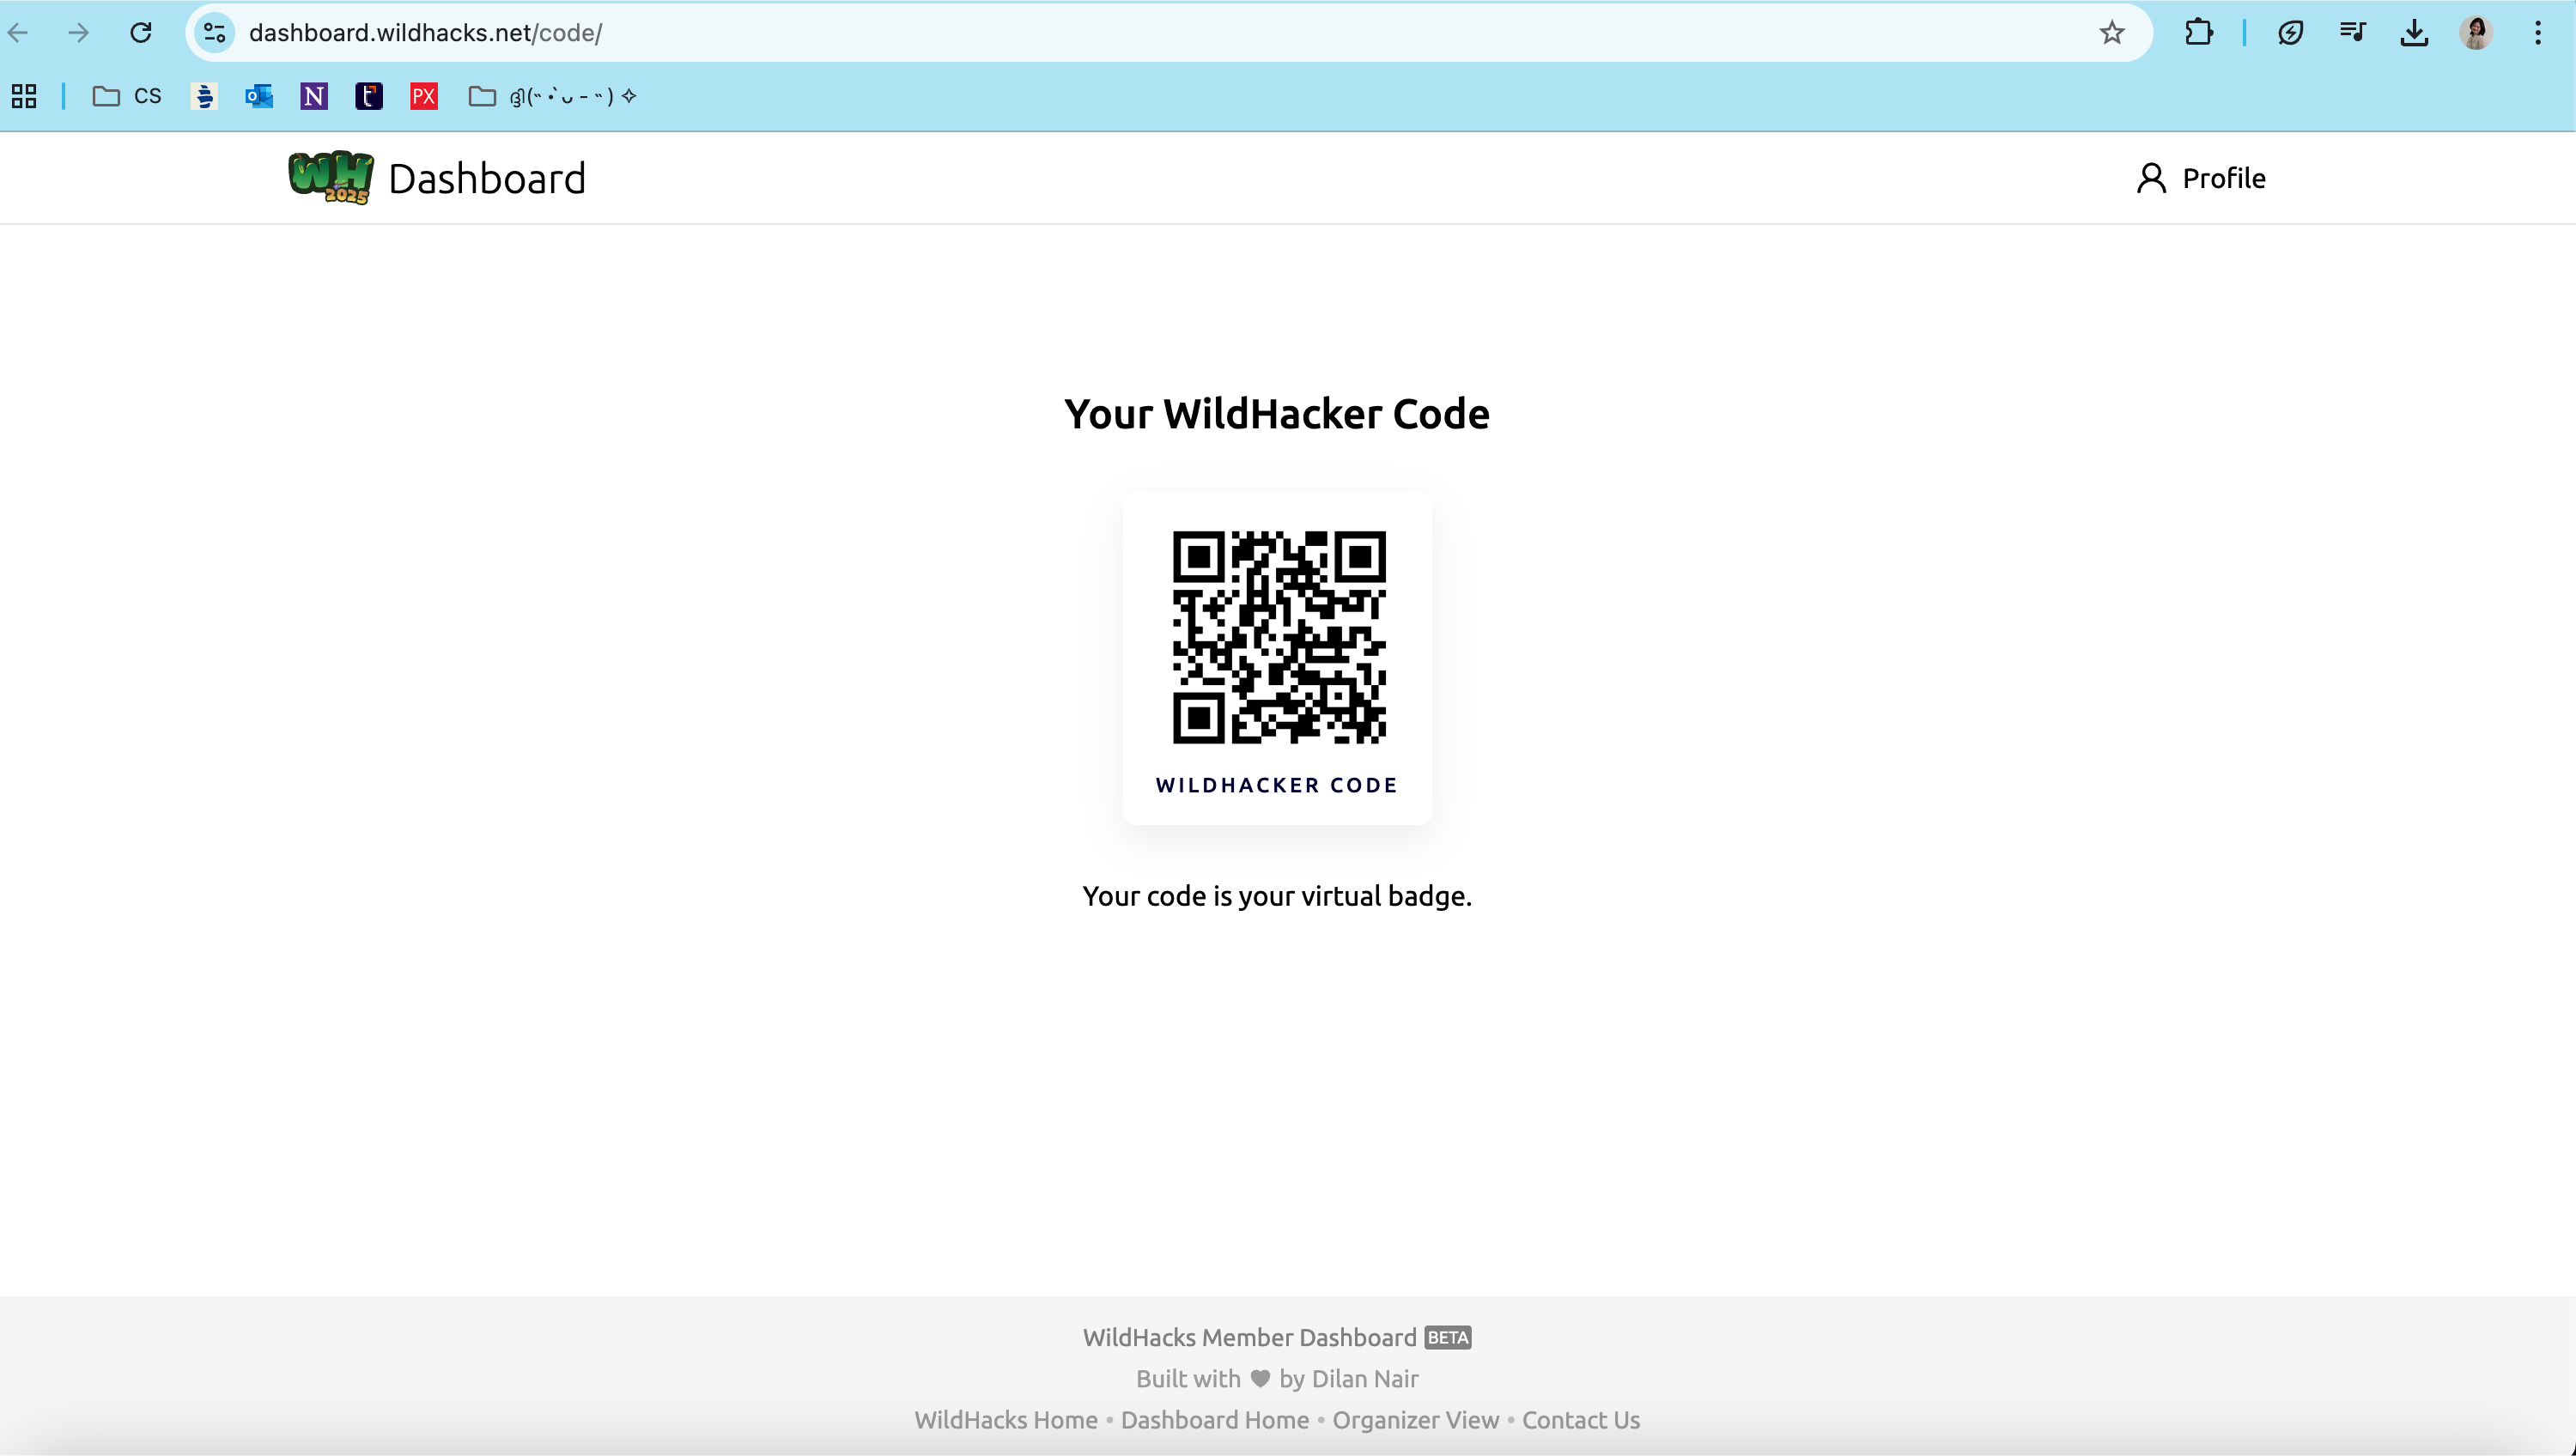 dashboard.wildhacks.net/code/
CS
N
t
PX
WH 2025 Dashboard
Profile
Your WildHacker Code
WILDHACKER CODE
Your code is your virtual badge.
WildHacks Member Dashboard BETA
Built with ♥ by Dilan Nair
WildHacks Home • Dashboard Home • Organizer View • Contact Us